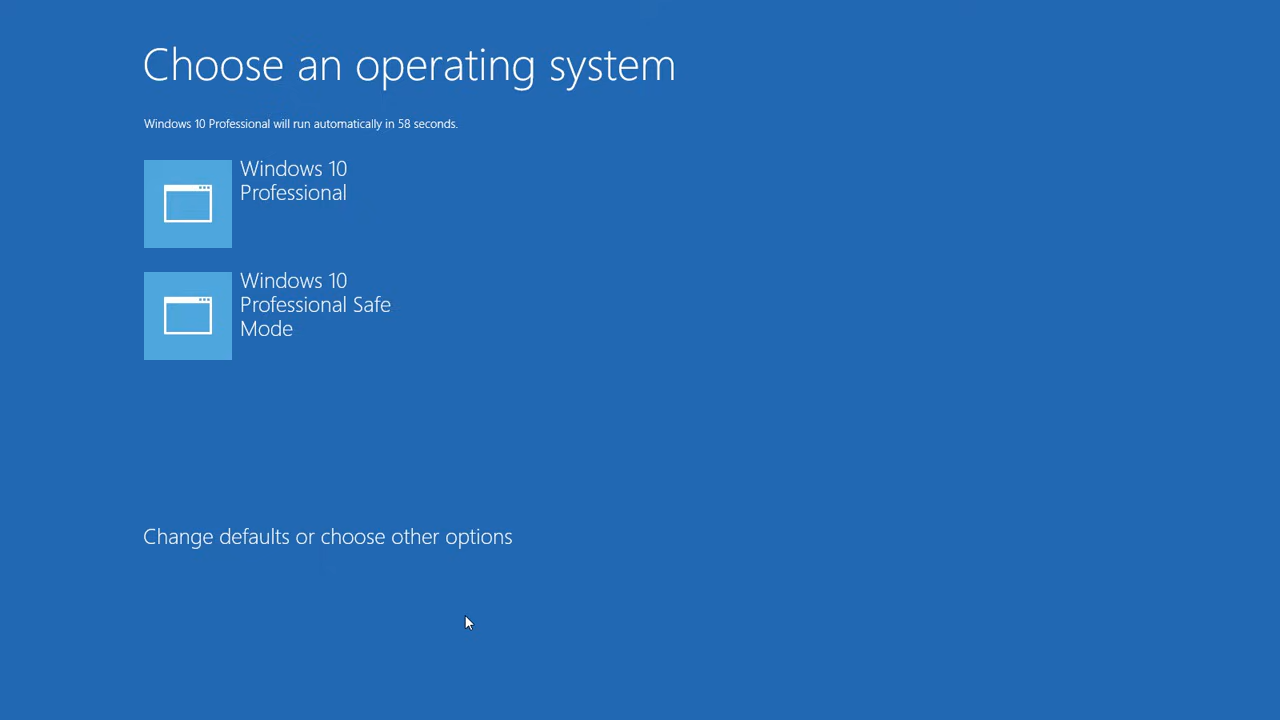 Choose an operating system
Windows 10 Professional will run automatically in 58 seconds.
Windows 10
Professional
Windows 10
Professional Safe
Mode
Change defaults or choose other options